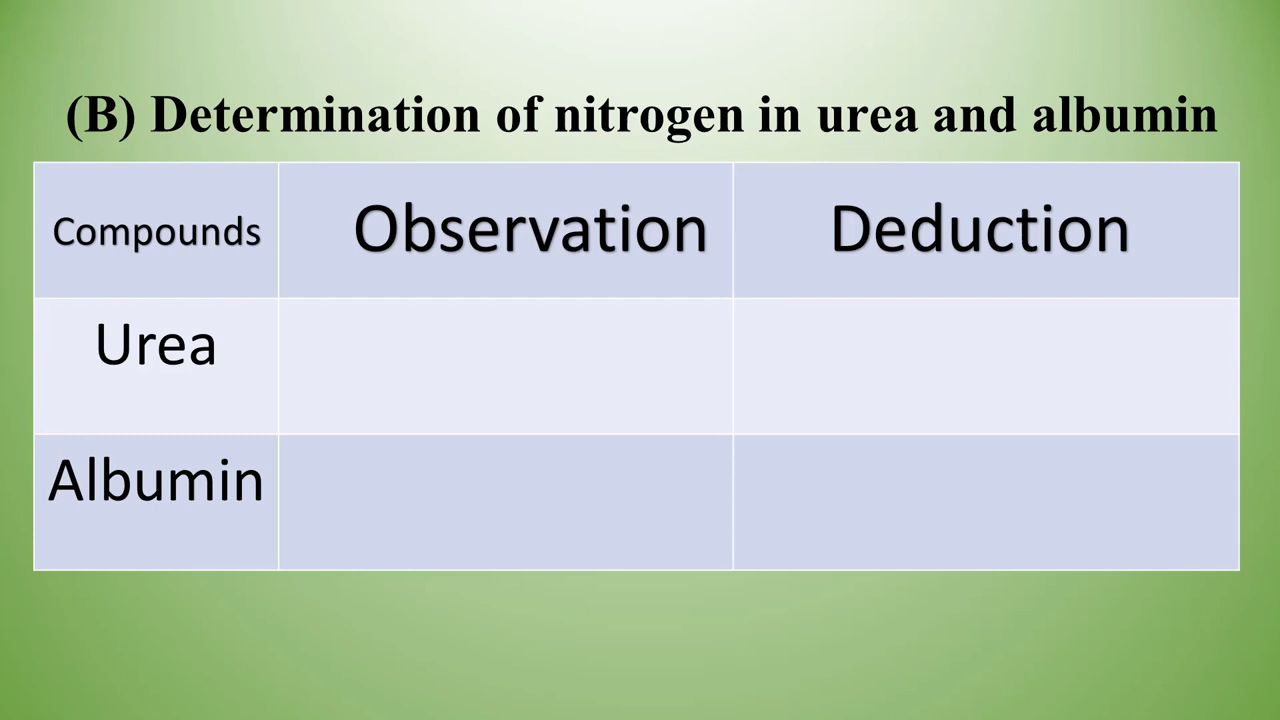 (B) Determination of nitrogen in urea and albumin
Compounds Observation Deduction
Urea
Albumin